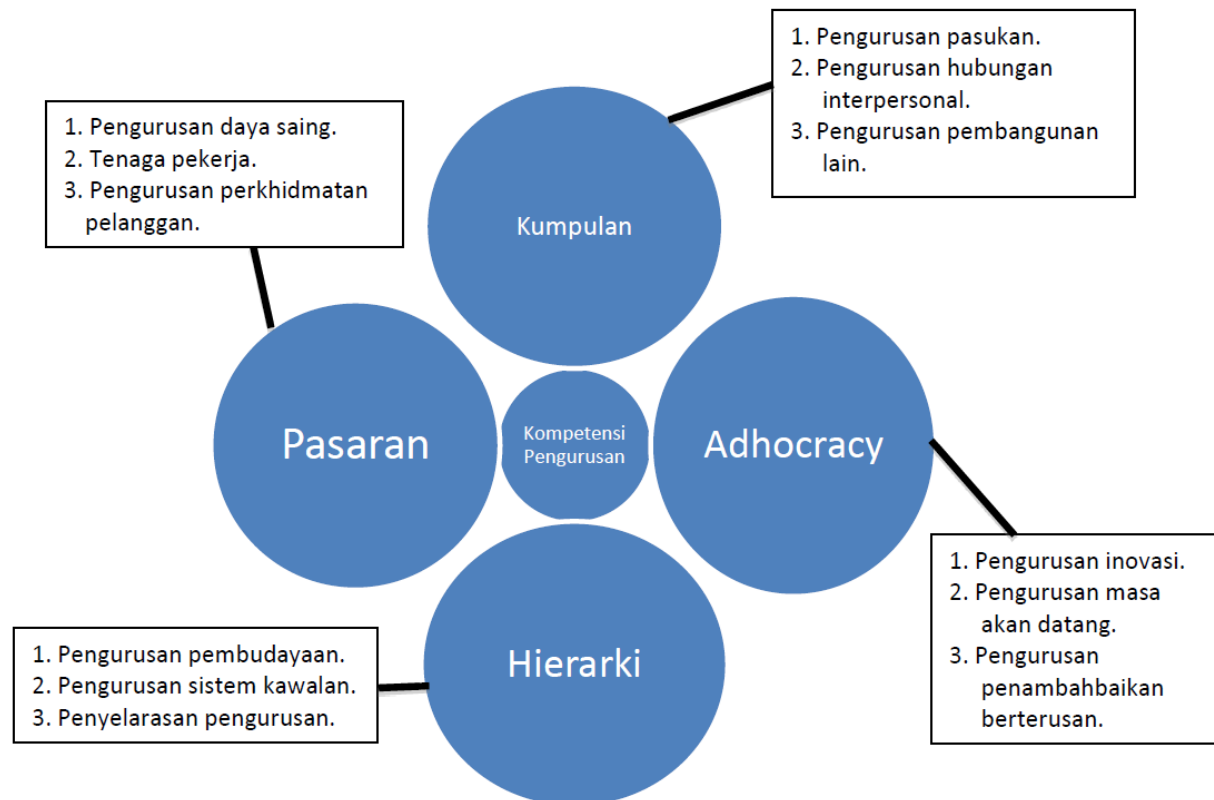 1. Pengurusan pasukan.
2. Pengurusan hubungan
interpersonal.
3. Pengurusan pembangunan
lain.
1. Pengurusan daya saing.
2. Tenaga pekerja.
3. Pengurusan perkhidmatan
pelanggan.
Kumpulan
Pasaran
Kompetensi
Pengurusan
Adhocracy
Hierarki
1. Pengurusan inovasi.
2. Pengurusan masa
akan datang.
3. Pengurusan
penambahbaikan
berterusan.
1. Pengurusan pembudayaan.
2. Pengurusan sistem kawalan.
3. Penyelarasan pengurusan.